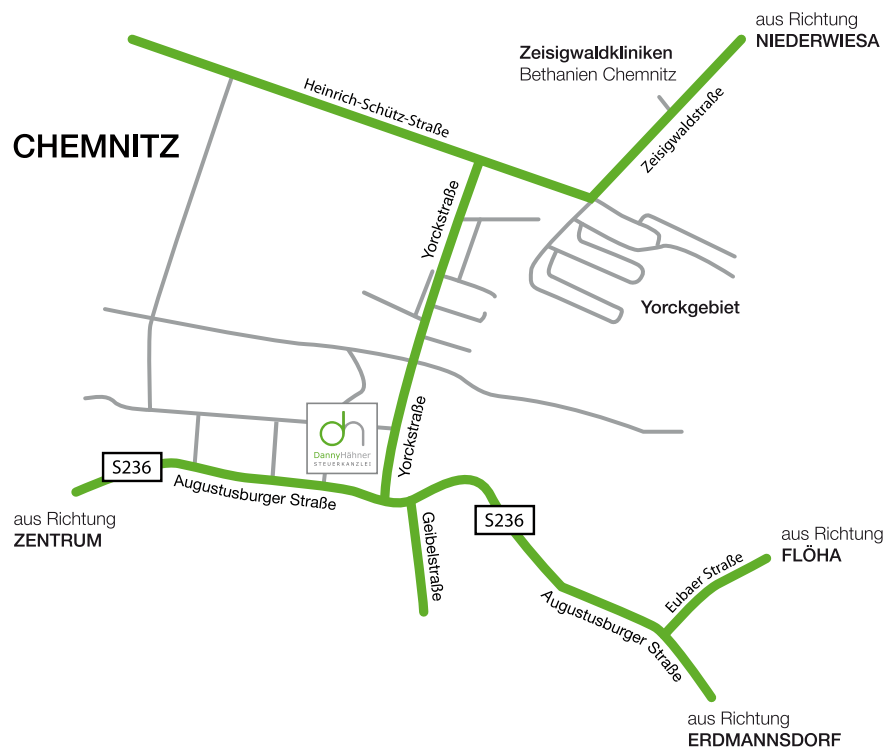 aus Richtung
NIEDERWIESA
Zeisigwaldkliniken
Bethanien Chemnitz
Heinrich-Schütz-Straße
Zeisigwaldstraße
CHEMNITZ
Yorckstraße
Yorckgebiet
dh
DannyHähner
STEUERKANZLEI
Yorckstraße
S236
Augustusburger Straße
aus Richtung
ZENTRUM
Geibelstraße
S236
aus Richtung
FLÖHA
Eubaer Straße
Augustusburger Straße
aus Richtung
ERDMANNSDORF